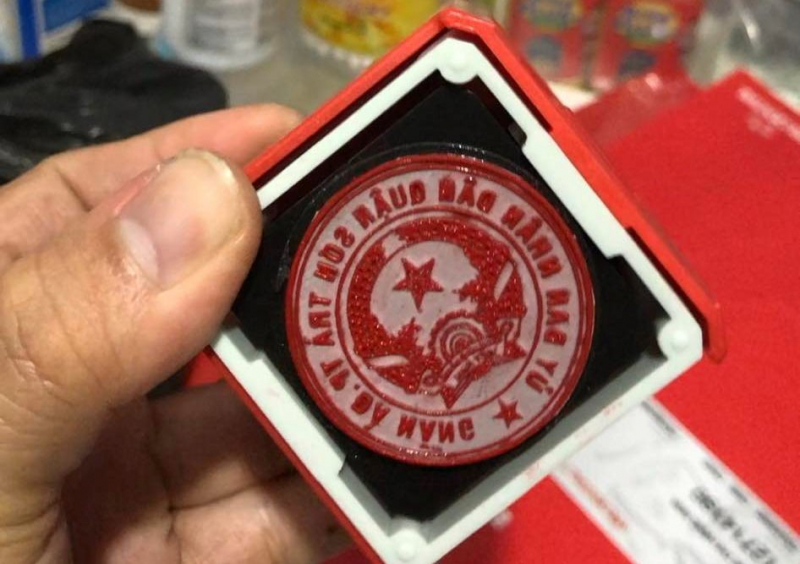 ỦY BAN NHÂN DÂN QUẬN SƠN TRÀ TP. ĐÀ NẴNG